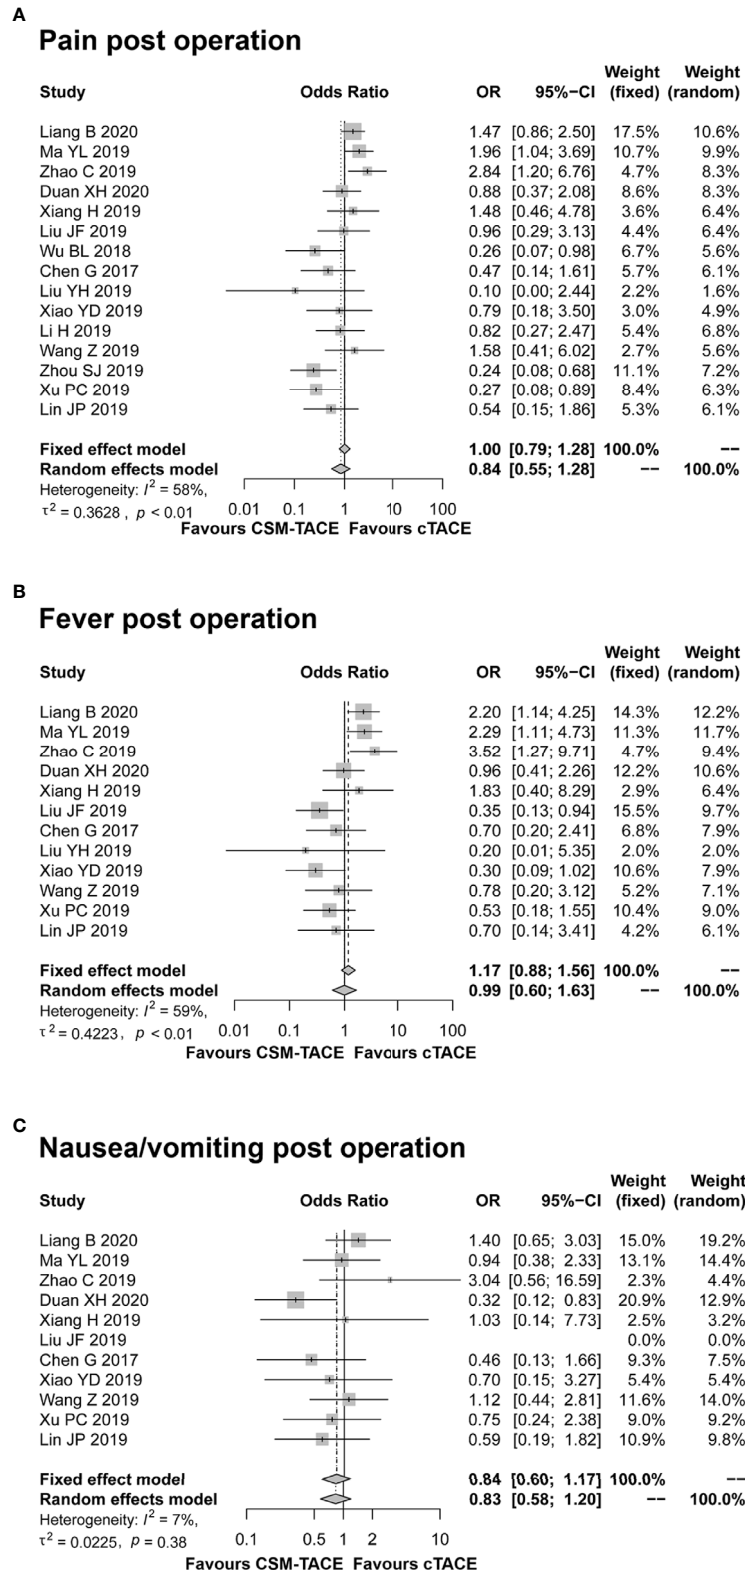 A
Pain post operation
Weight Weight
Study Odds Ratio OR 95%−CI (fixed) (random)
Liang B 2020 1.47 [0.86; 2.50] 17.5% 10.6%
Ma YL 2019 1.96 [1.04; 3.69] 10.7% 9.9%
Zhao C 2019 2.84 [1.20; 6.76] 4.7% 8.3%
Duan XH 2020 0.88 [0.37; 2.08] 8.6% 8.3%
Xiang H 2019 1.48 [0.46; 4.78] 3.6% 6.4%
Liu JF 2019 0.96 [0.29; 3.13] 4.4% 6.4%
Wu BL 2018 0.26 [0.07; 0.98] 6.7% 5.6%
Chen G 2017 0.47 [0.14; 1.61] 5.7% 6.1%
Liu YH 2019 0.10 [0.00; 2.44] 2.2% 1.6%
Xiao YD 2019 0.79 [0.18; 3.50] 3.0% 4.9%
Li H 2019 0.82 [0.27; 2.47] 5.4% 6.8%
Wang Z 2019 1.58 [0.41; 6.02] 2.7% 5.6%
Zhou SJ 2019 0.24 [0.08; 0.68] 11.1% 7.2%
Xu PC 2019 0.27 [0.08; 0.89] 8.4% 6.3%
Lin JP 2019 0.54 [0.15; 1.86] 5.3% 6.1%
Fixed effect model 1.00 [0.79; 1.28] 100.0% −−
Random effects model 0.84 [0.55; 1.28] −− 100.0%
Heterogeneity: I² = 58%,
τ² = 0.3628 , p < 0.01
0.01 0.1 1 10 100
Favours CSM-TACE Favours cTACE
B
Fever post operation
Weight Weight
Study Odds Ratio OR 95%−CI (fixed) (random)
Liang B 2020 2.20 [1.14; 4.25] 14.3% 12.2%
Ma YL 2019 2.29 [1.11; 4.73] 11.3% 11.7%
Zhao C 2019 3.52 [1.27; 9.71] 4.7% 9.4%
Duan XH 2020 0.96 [0.41; 2.26] 12.2% 10.6%
Xiang H 2019 1.83 [0.40; 8.29] 2.9% 6.4%
Liu JF 2019 0.35 [0.13; 0.94] 15.5% 9.7%
Chen G 2017 0.70 [0.20; 2.41] 6.8% 7.9%
Liu YH 2019 0.20 [0.01; 5.35] 2.0% 2.0%
Xiao YD 2019 0.30 [0.09; 1.02] 10.6% 7.9%
Wang Z 2019 0.78 [0.20; 3.12] 5.2% 7.1%
Xu PC 2019 0.53 [0.18; 1.55] 10.4% 9.0%
Lin JP 2019 0.70 [0.14; 3.41] 4.2% 6.1%
Fixed effect model 1.17 [0.88; 1.56] 100.0% −−
Random effects model 0.99 [0.60; 1.63] −− 100.0%
Heterogeneity: I² = 59%,
τ² = 0.4223 , p < 0.01
0.01 0.1 1 10 100
Favours CSM-TACE Favours cTACE
C
Nausea/vomiting post operation
Weight Weight
Study Odds Ratio OR 95%−CI (fixed) (random)
Liang B 2020 1.40 [0.65; 3.03] 15.0% 19.2%
Ma YL 2019 0.94 [0.38; 2.33] 13.1% 14.4%
Zhao C 2019 3.04 [0.56; 16.59] 2.3% 4.4%
Duan XH 2020 0.32 [0.12; 0.83] 20.9% 12.9%
Xiang H 2019 1.03 [0.14; 7.73] 2.5% 3.2%
Liu JF 2019 0.0% 0.0%
Chen G 2017 0.46 [0.13; 1.66] 9.3% 7.5%
Xiao YD 2019 0.70 [0.15; 3.27] 5.4% 5.4%
Wang Z 2019 1.12 [0.44; 2.81] 11.6% 14.0%
Xu PC 2019 0.75 [0.24; 2.38] 9.0% 9.2%
Lin JP 2019 0.59 [0.19; 1.82] 10.9% 9.8%
Fixed effect model 0.84 [0.60; 1.17] 100.0% −−
Random effects model 0.83 [0.58; 1.20] −− 100.0%
Heterogeneity: I² = 7%,
τ² = 0.0225, p = 0.38
0.1 0.5 1 2 10
Favours CSM-TACE Favours cTACE